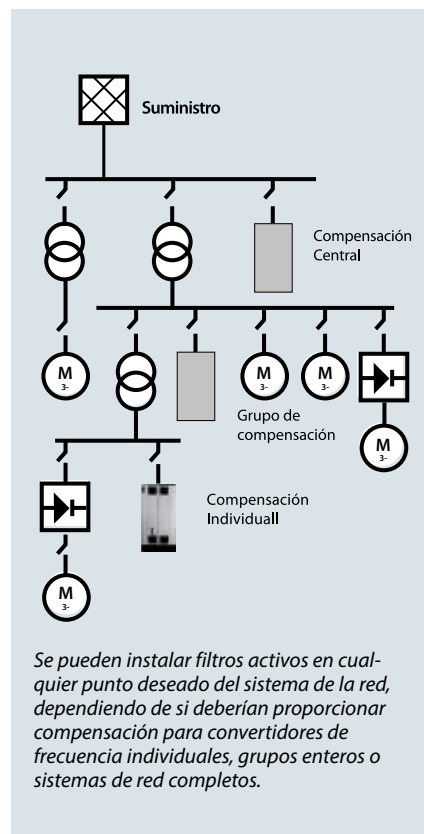 Suministro
Compensación
Central
M
3~
M
3~
M
3~
Grupo de
compensación
M
3~
Compensación
Individuall
M
3~
Se pueden instalar filtros activos en cual-
quier punto deseado del sistema de la red,
dependiendo de si deberían proporcionar
compensación para convertidores de
frecuencia individuales, grupos enteros o
sistemas de red completos.